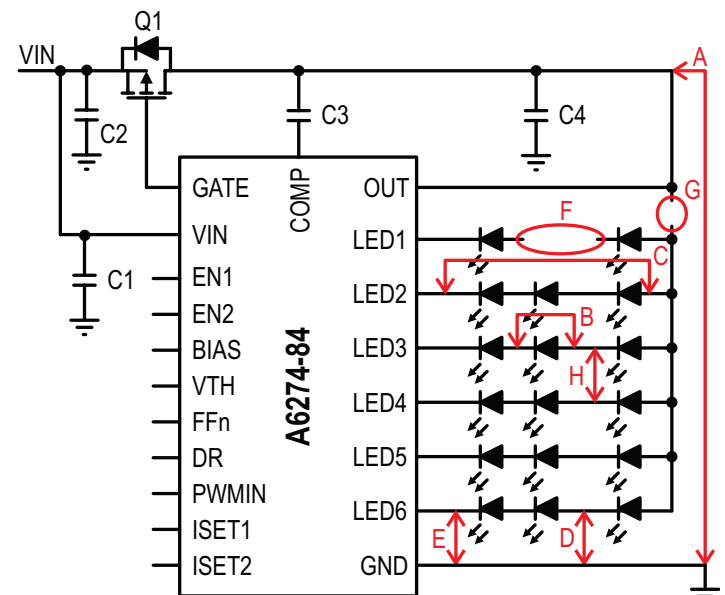 Q1
VIN
A
C2
C3
C4
GATE
COMP
OUT
G
VIN
LED1
F
C
C1
EN1
LED2
EN2
B
BIAS
LED3
VTH
A6274-84
H
FFn
LED4
DR
LED5
PWMIN
LED6
ISET1
E
D
ISET2
GND